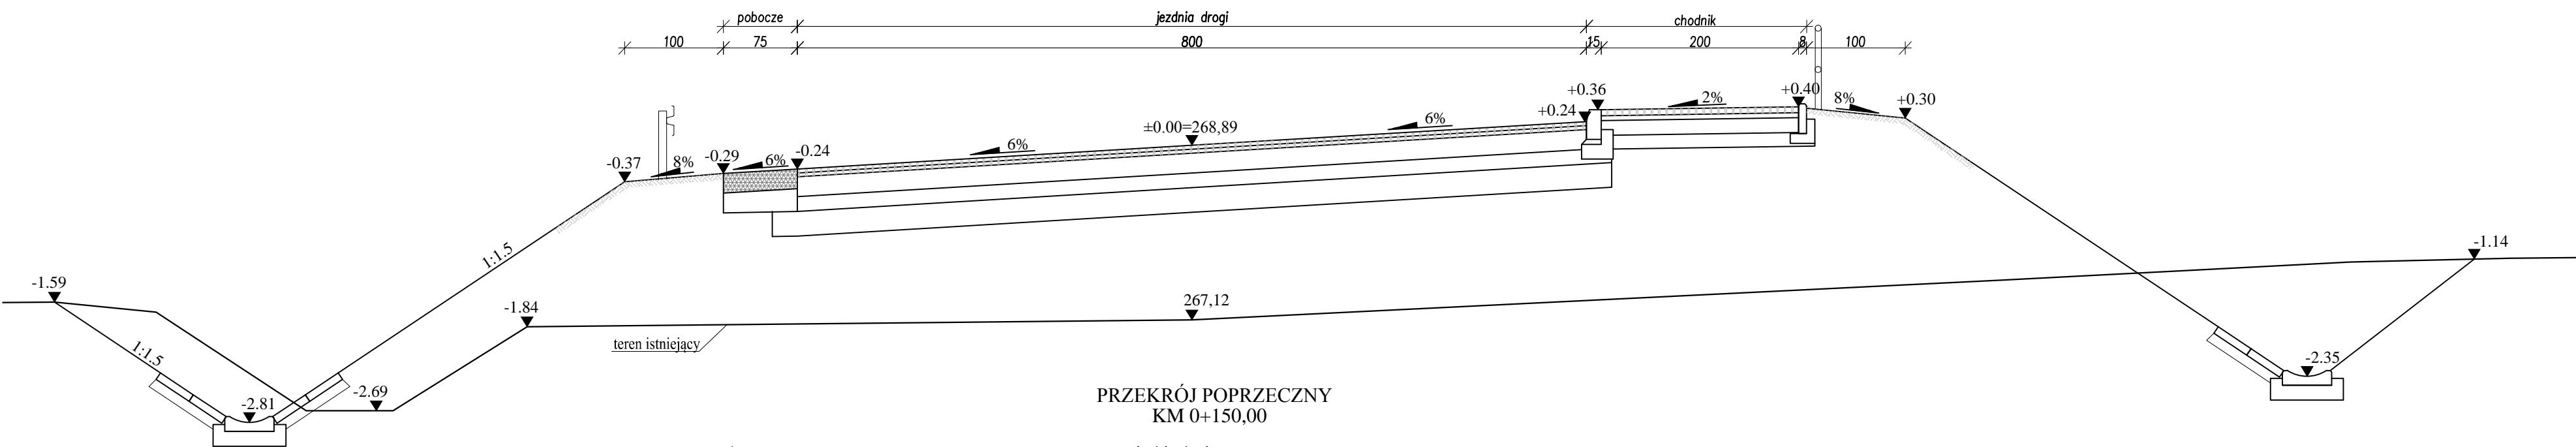 pobocze jezdnia drogi chodnik
100 75 800 15 200 8 100
+0.36 2% +0.40 8% +0.30
+0.24
±0.00=268,89 6%
-0.37 8% -0.29 6% -0.24 6%
1:1.5
-1.59 -1.84 267,12 -1.14
teren istniejący
1:1.5
-2.69 -2.81 -2.35
PRZEKRÓJ POPRZECZNY
KM 0+150,00